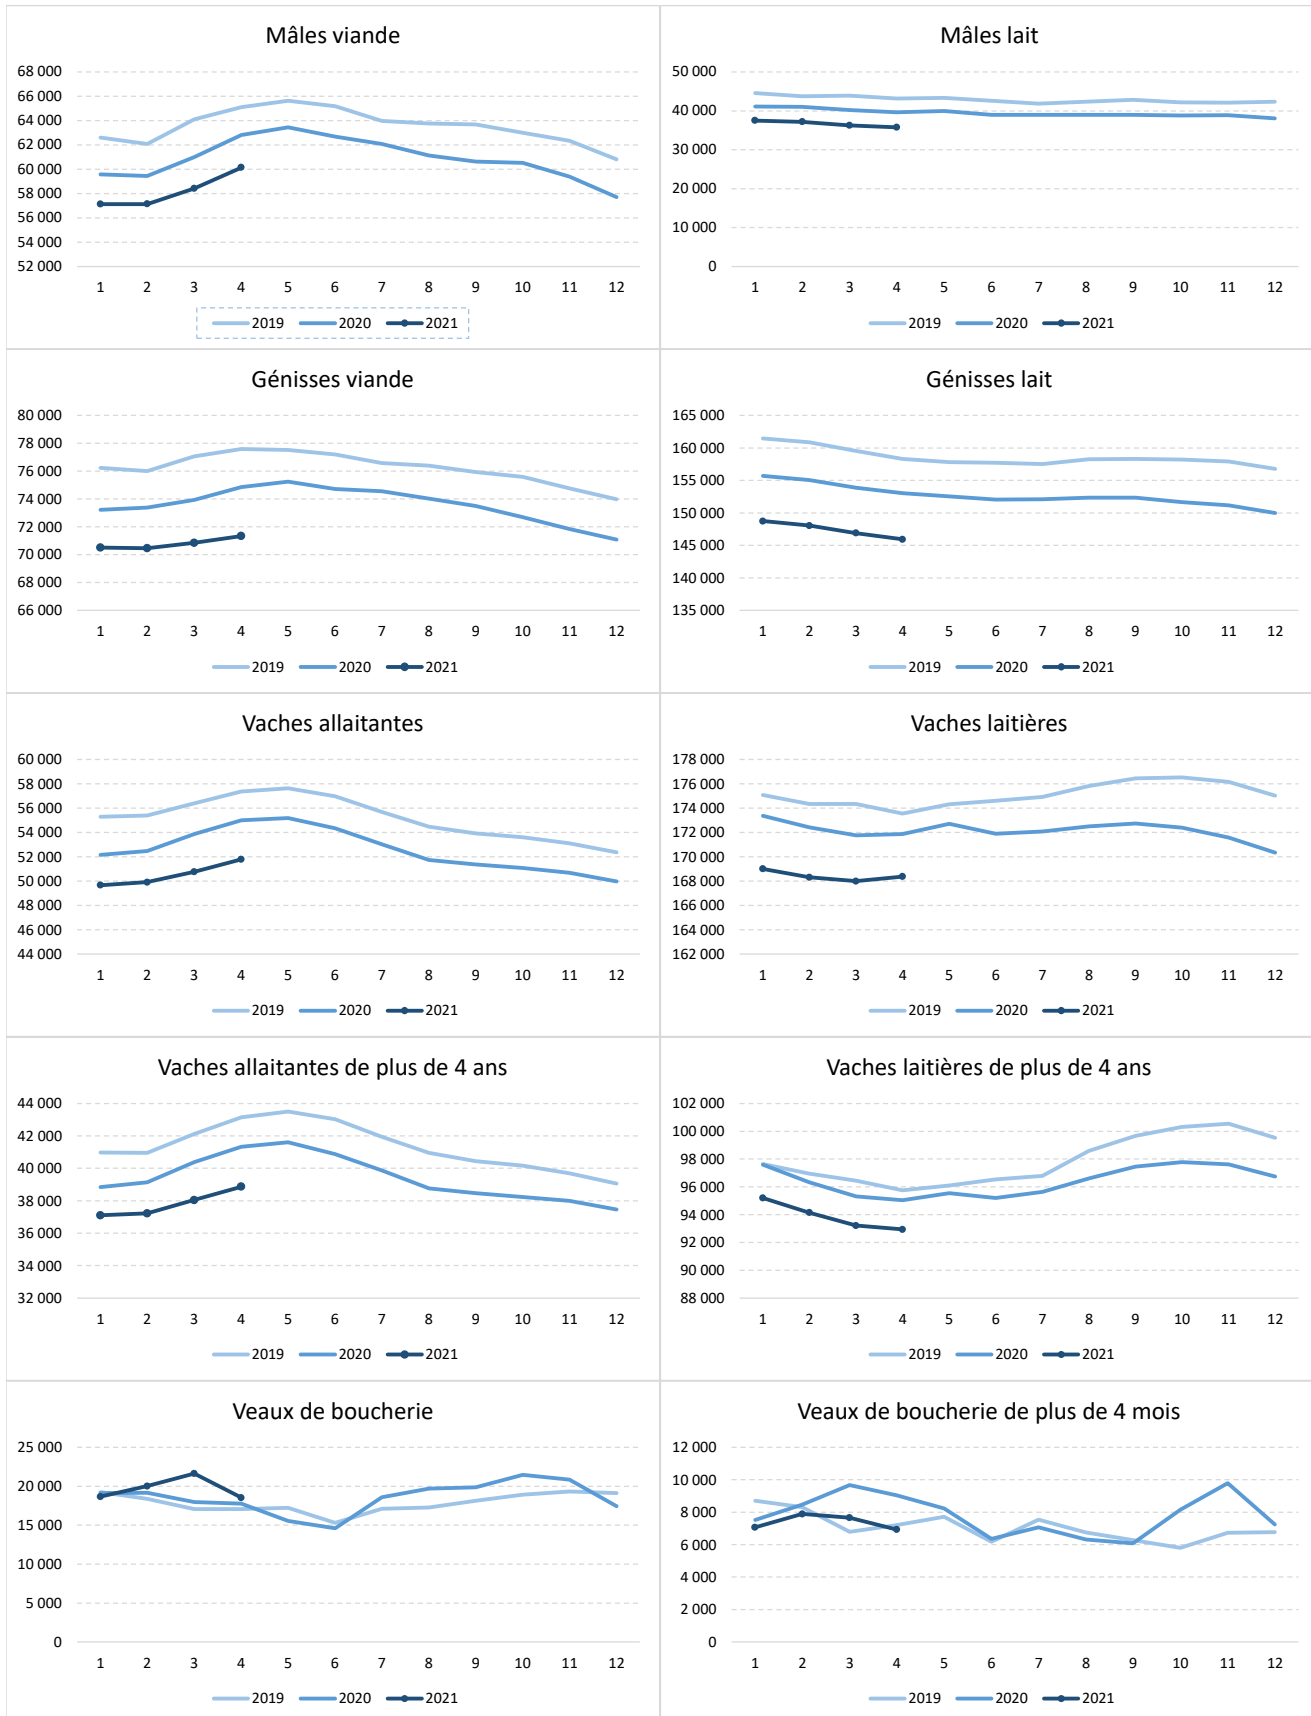 Mâles viande
68 000
66 000
64 000
62 000
60 000
58 000
56 000
54 000
52 000
1 2 3 4 5 6 7 8 9 10 11 12
2019 2020 2021
Mâles lait
50 000
40 000
30 000
20 000
10 000
0
1 2 3 4 5 6 7 8 9 10 11 12
2019 2020 2021
Génisses viande
80 000
78 000
76 000
74 000
72 000
70 000
68 000
66 000
1 2 3 4 5 6 7 8 9 10 11 12
2019 2020 2021
Génisses lait
165 000
160 000
155 000
150 000
145 000
140 000
135 000
1 2 3 4 5 6 7 8 9 10 11 12
2019 2020 2021
Vaches allaitantes
60 000
58 000
56 000
54 000
52 000
50 000
48 000
46 000
44 000
1 2 3 4 5 6 7 8 9 10 11 12
2019 2020 2021
Vaches laitières
178 000
176 000
174 000
172 000
170 000
168 000
166 000
164 000
162 000
1 2 3 4 5 6 7 8 9 10 11 12
2019 2020 2021
Vaches allaitantes de plus de 4 ans
44 000
42 000
40 000
38 000
36 000
34 000
32 000
1 2 3 4 5 6 7 8 9 10 11 12
2019 2020 2021
Vaches laitières de plus de 4 ans
102 000
100 000
98 000
96 000
94 000
92 000
90 000
88 000
1 2 3 4 5 6 7 8 9 10 11 12
2019 2020 2021
Veaux de boucherie
25 000
20 000
15 000
10 000
5 000
0
1 2 3 4 5 6 7 8 9 10 11 12
2019 2020 2021
Veaux de boucherie de plus de 4 mois
12 000
10 000
8 000
6 000
4 000
2 000
0
1 2 3 4 5 6 7 8 9 10 11 12
2019 2020 2021